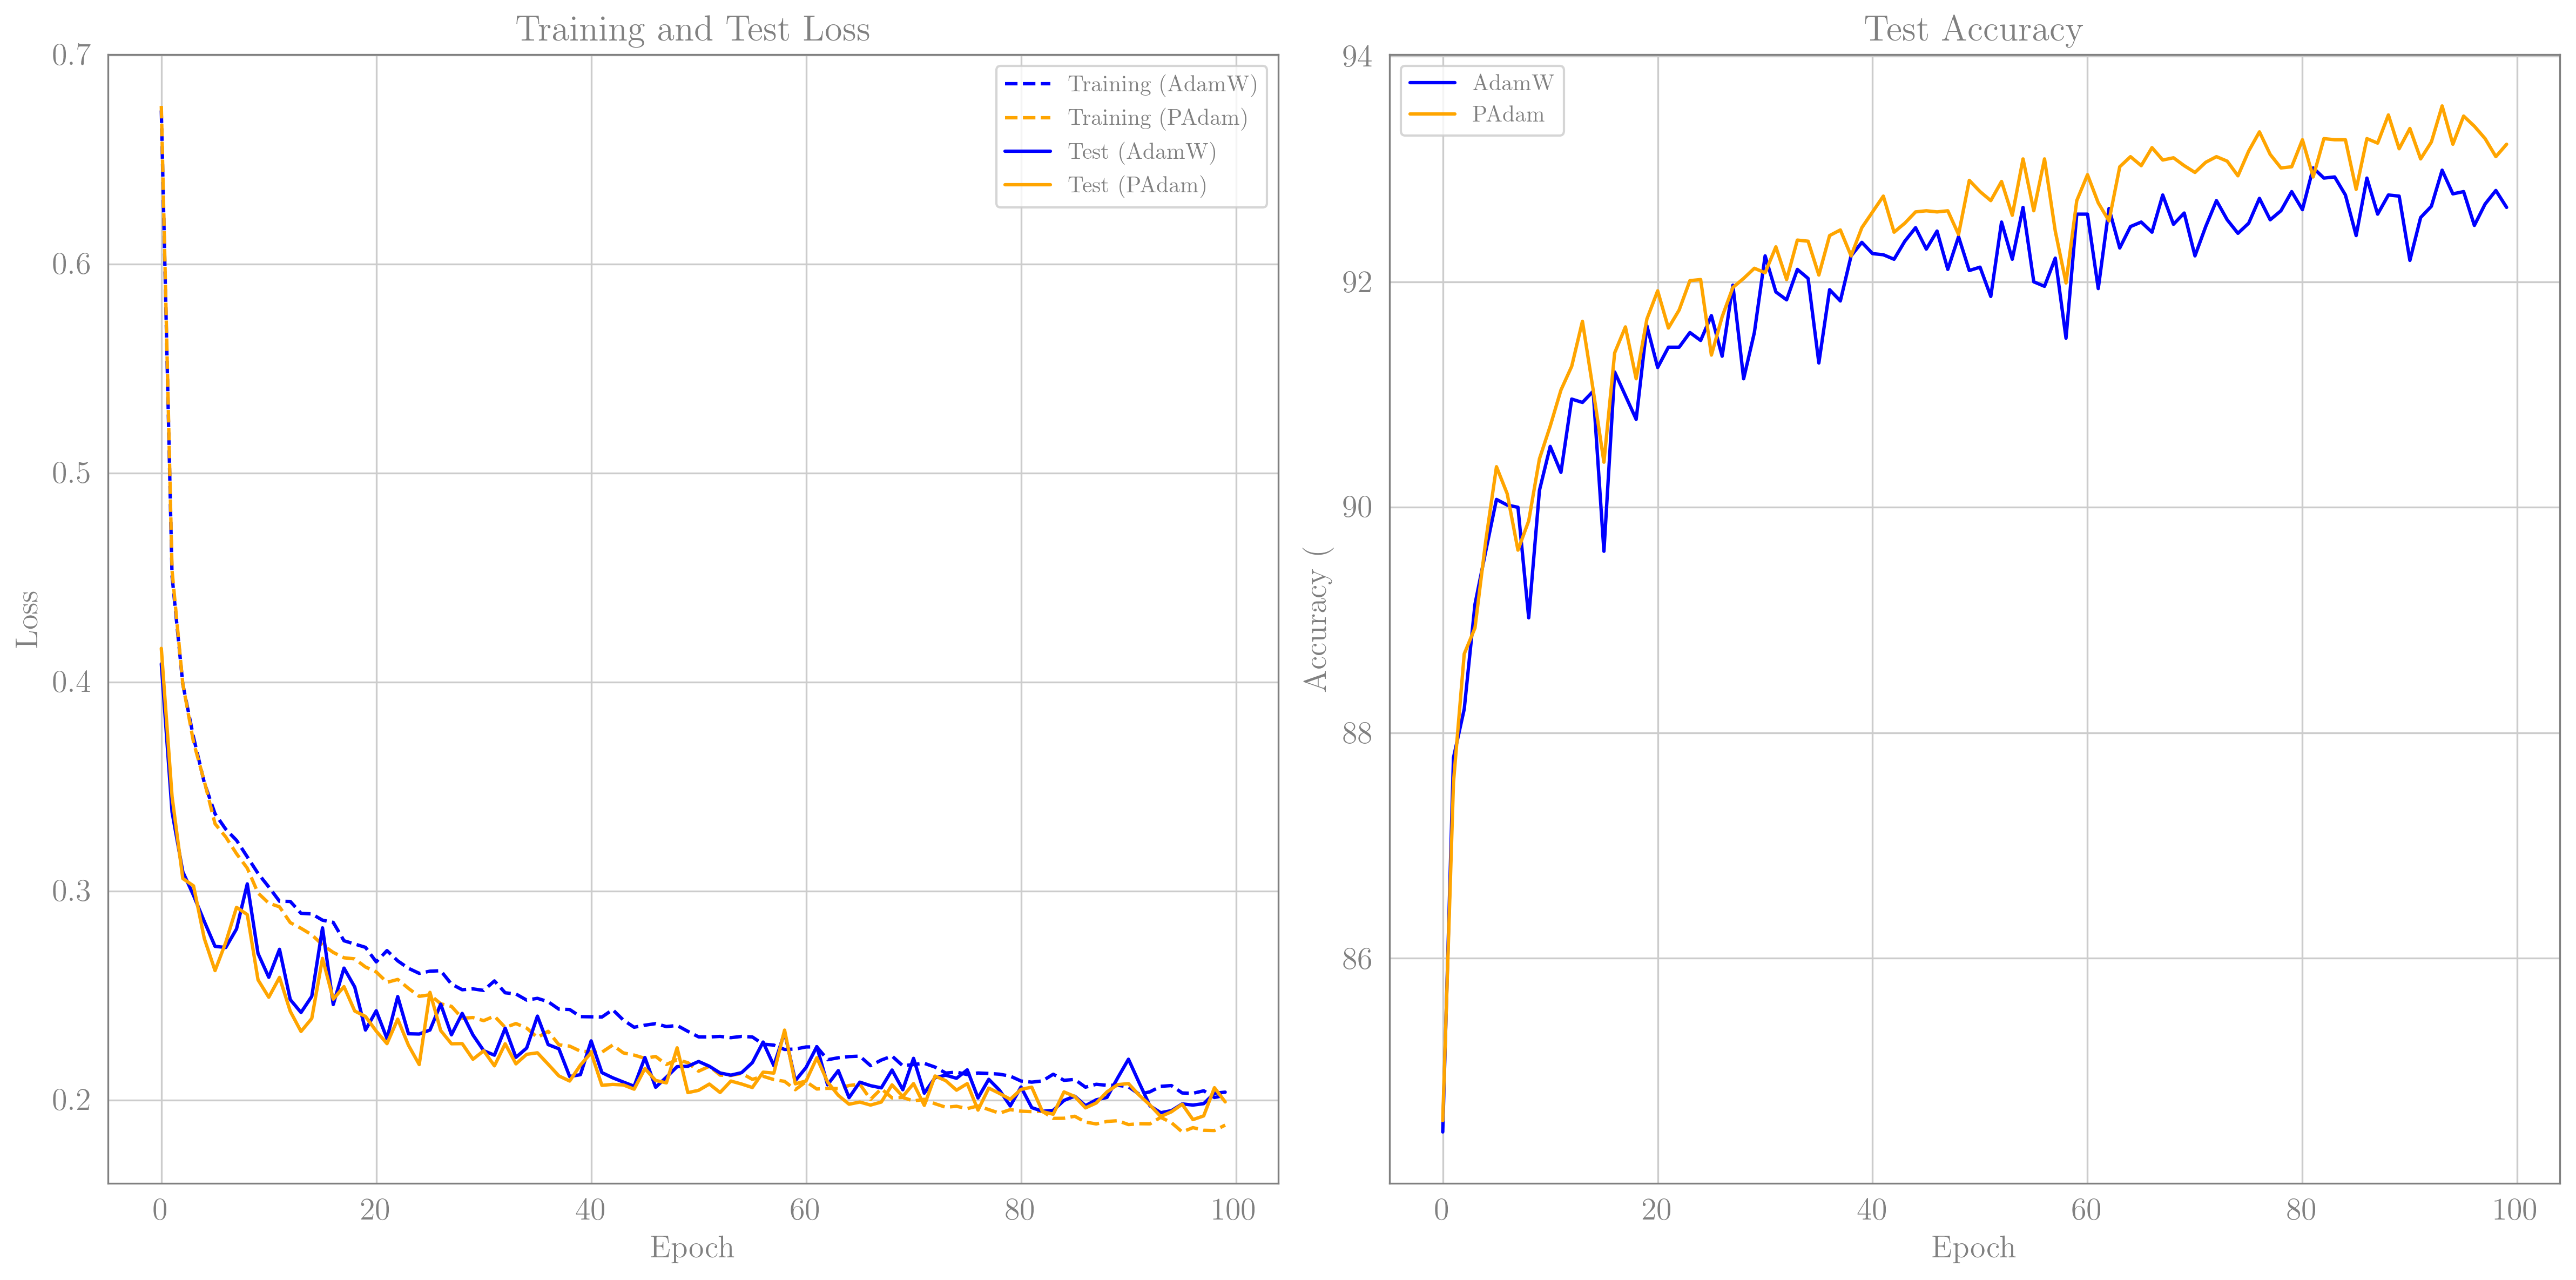 Training and Test Loss
0.7
0.6
0.5
0.4
0.3
0.2
Loss
0
20
40
60
80
100
Epoch
Training (AdamW)
Training (PAdam)
Test (AdamW)
Test (PAdam)
Test Accuracy
94
92
90
88
86
Accuracy (
0
20
40
60
80
100
Epoch
AdamW
PAdam